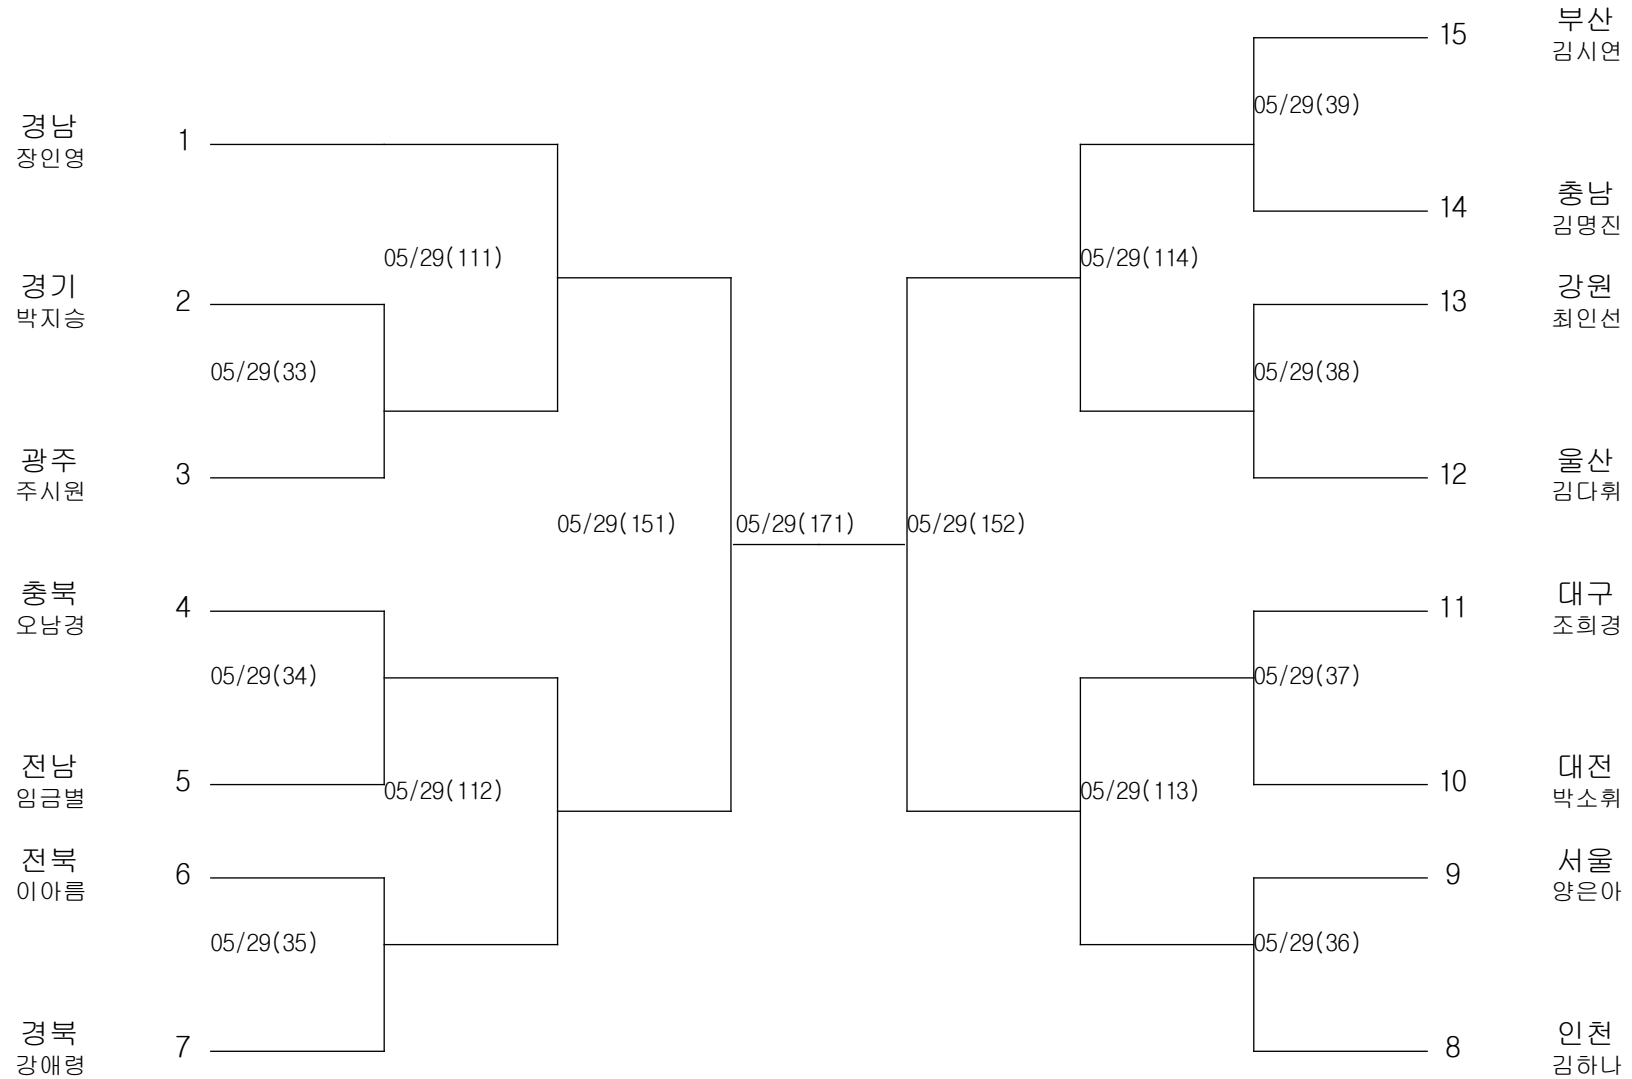 부산
15
김시연
05/29(39)
경남
1
장인영
충남
14
김명진
05/29(111)
05/29(114)
경기
2
강원
13
박지승
최인선
05/29(33)
05/29(38)
광주
3
울산
12
주시원
김다휘
05/29(151)
05/29(171)
05/29(152)
충북
4
대구
11
오남경
조희경
05/29(34)
05/29(37)
전남
5
대전
10
임금별
05/29(112)
05/29(113)
박소휘
전북
6
서울
9
이아름
양은아
05/29(35)
05/29(36)
경북
7
인천
8
강애령
김하나